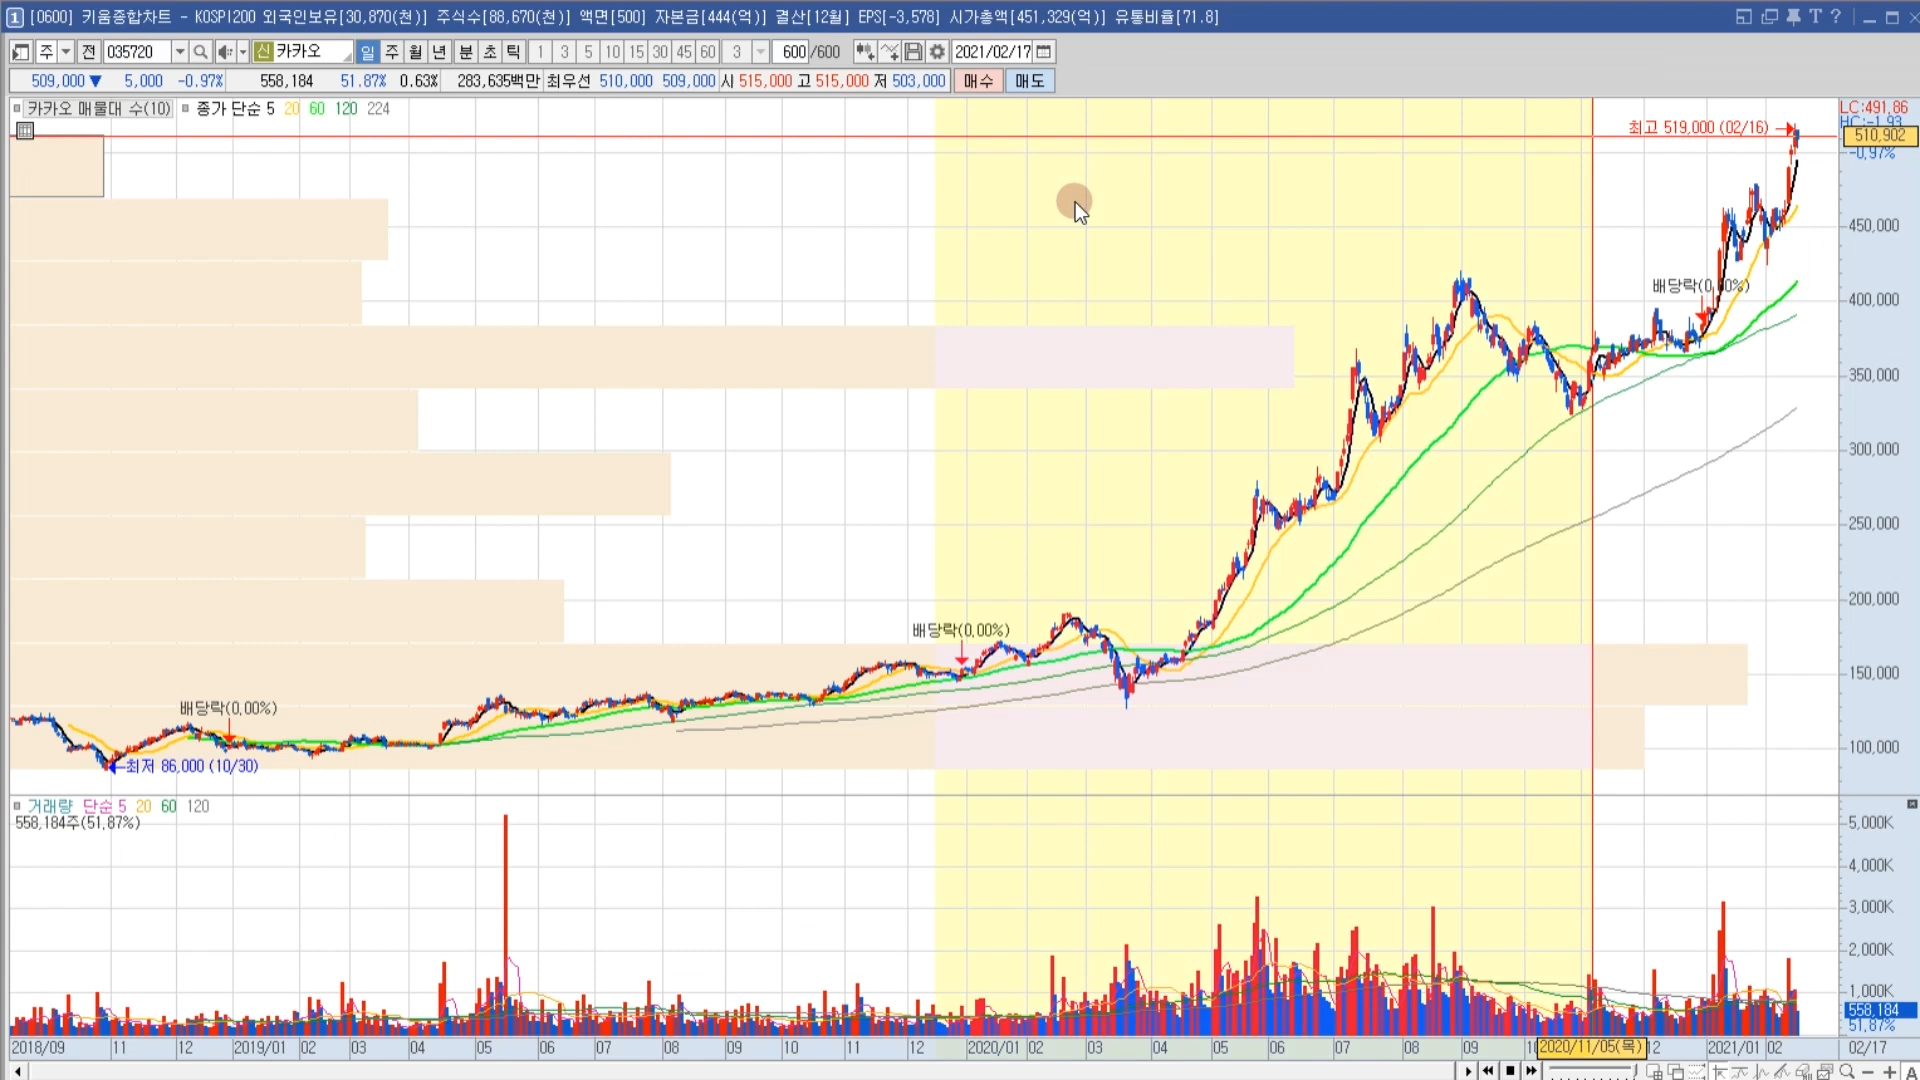 1 [0600] 키움종합차트 - KOSPI200 외국인보유[30,870(천)] 주식수[88,670(천)] 액면[500] 자본금[444(억)] 결산[12월] EPS[-3,578] 시가총액[451,329(억)] 유통비율[71.8] T ?
주 전 035720 신 카카오 일 주 월 년 분 초 틱 1 3 5 10 15 30 45 60 3 600 /600 2021/02/17
509,000 ▼ 5,000 -0.97% 558,184 51.87% 0.63% 283,635백만 최우선 510,000 509,000 시 515,000 고 515,000 저 503,000 매수 매도
카카오 매물대 수(10) 종가 단순 5 20 60 120 224
LC:491.86
HC:-1.93
최고 519,000 (02/16)
510,902
-0.97%
450,000
배당락(0.00%)
400,000
350,000
300,000
250,000
200,000
배당락(0.00%)
150,000
배당락(0.00%)
100,000
최저 86,000 (10/30)
거래량 단순 5 20 60 120
558,184주(51.87%)
5,000K
4,000K
3,000K
2,000K
1,000K
558,184
51.87%
2018/09 11 12 2019/01 02 03 04 05 06 07 08 09 10 11 12 2020/01 02 03 04 05 06 07 08 09 2020/11/05(목) 12 2021/01 02 02/17